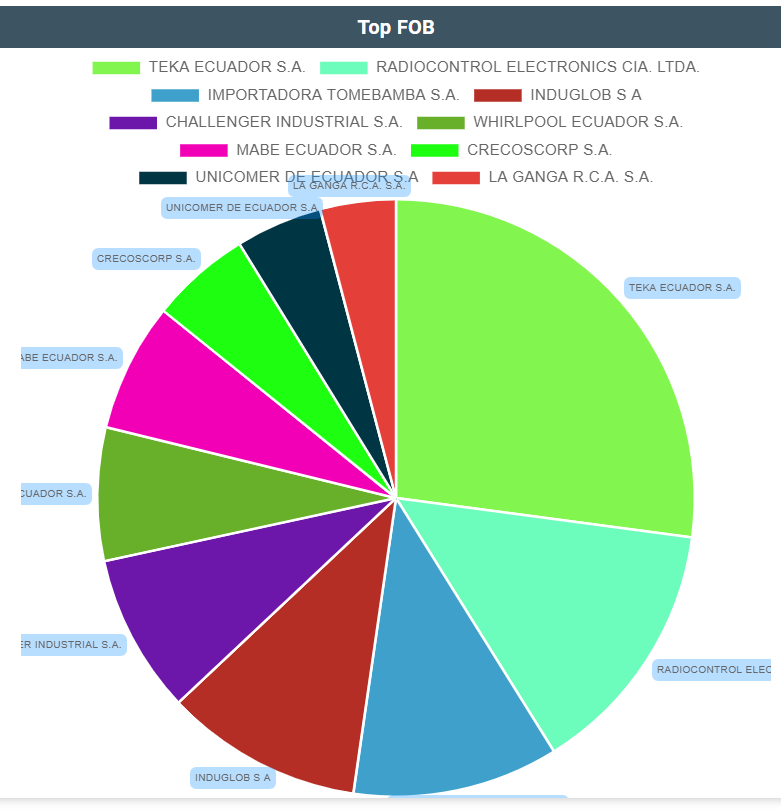 Top FOB
TEKA ECUADOR S.A. RADIOCONTROL ELECTRONICS CIA. LTDA.
IMPORTADORA TOMEBAMBA S.A. INDUGLOB S A
CHALLENGER INDUSTRIAL S.A. WHIRLPOOL ECUADOR S.A.
MABE ECUADOR S.A. CRECOSCORP S.A.
UNICOMER DE ECUADOR S.A LA GANGA R.C.A. S.A.
LA GANGA R.C.A. S.A.
UNICOMER DE ECUADOR S.A
CRECOSCORP S.A.
TEKA ECUADOR S.A.
ABE ECUADOR S.A.
CUADOR S.A.
ER INDUSTRIAL S.A.
RADIOCONTROL ELEC
INDUGLOB S A